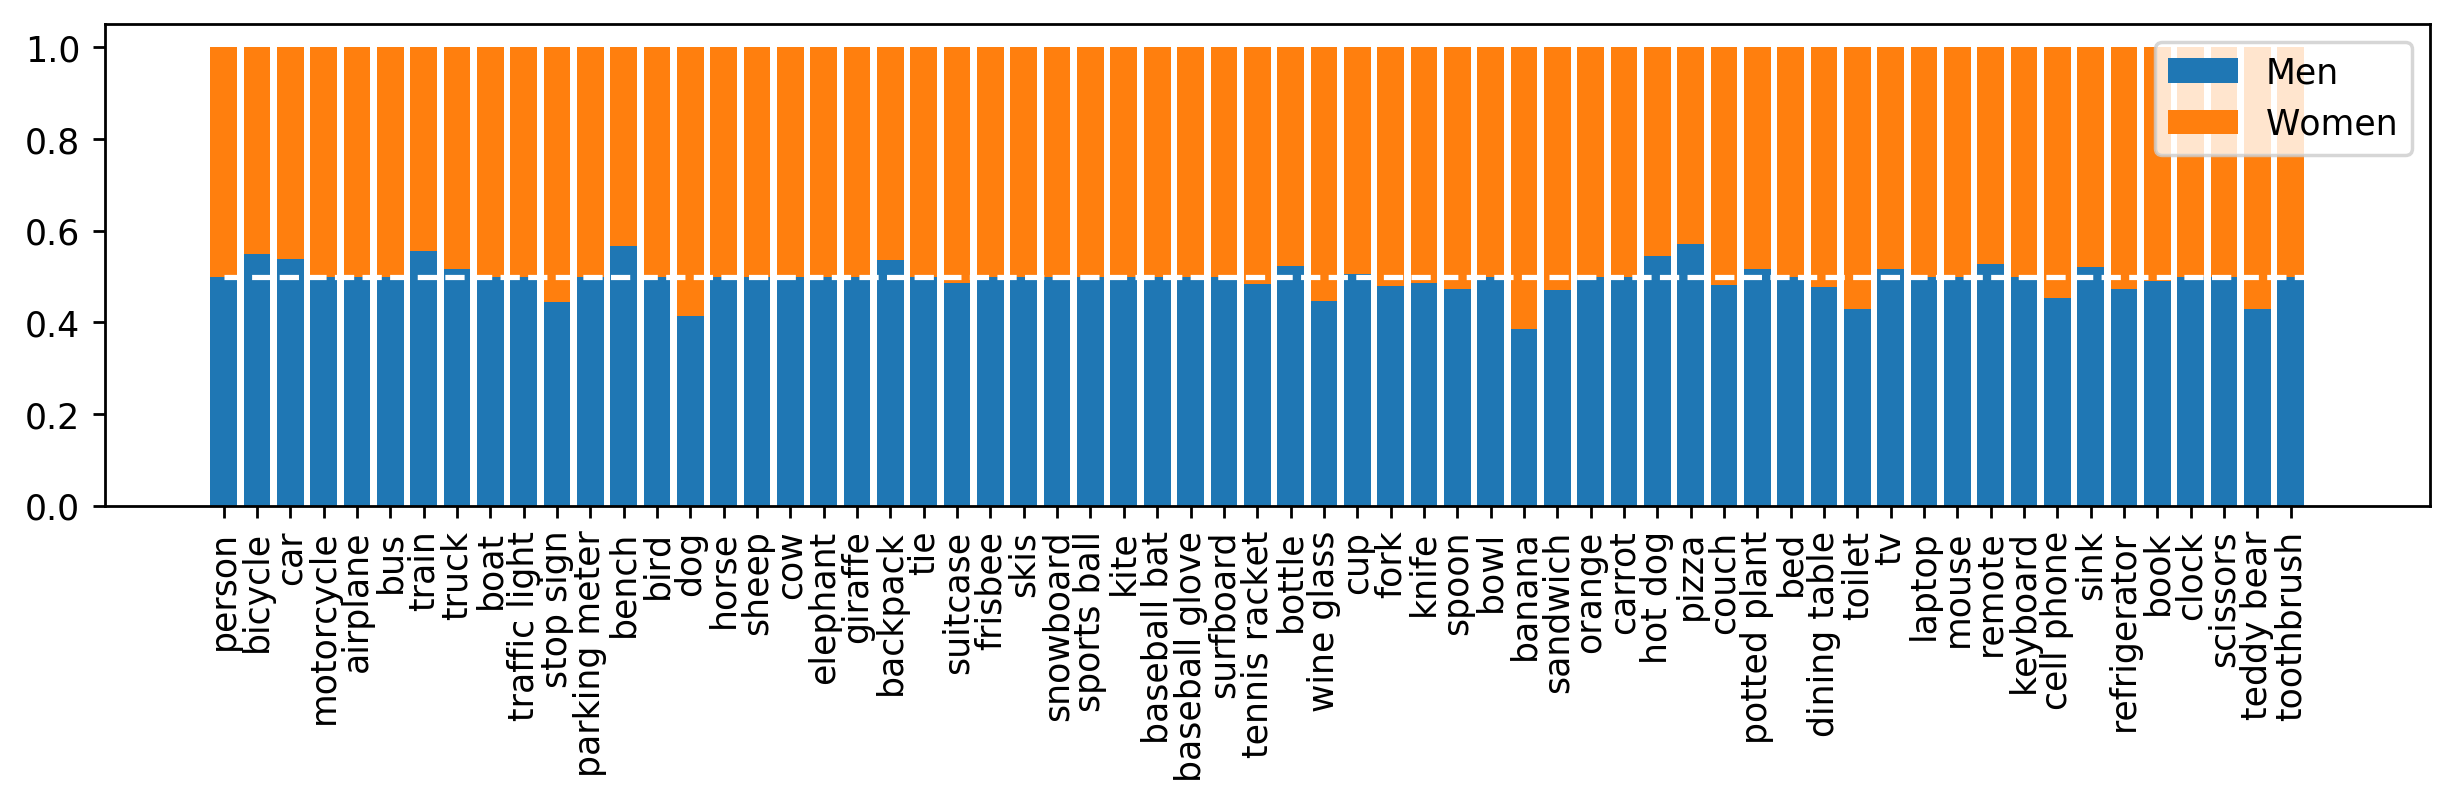 1.0
0.8
0.6
0.4
0.2
0.0
Men
Women
person
bicycle
car
motorcycle
airplane
bus
train
truck
boat
traffic light
stop sign
parking meter
bench
bird
dog
horse
sheep
cow
elephant
giraffe
backpack
tie
suitcase
frisbee
skis
snowboard
sports ball
kite
baseball bat
baseball glove
surfboard
tennis racket
bottle
wine glass
cup
fork
knife
spoon
bowl
banana
sandwich
orange
carrot
hot dog
pizza
couch
potted plant
bed
dining table
toilet
tv
laptop
mouse
remote
keyboard
cell phone
sink
refrigerator
book
clock
scissors
teddy bear
toothbrush